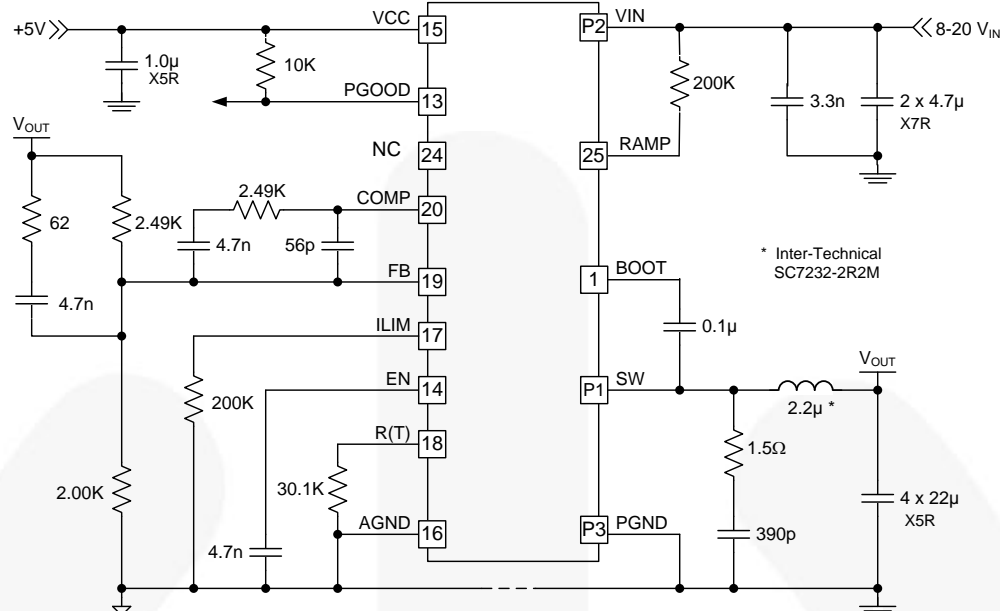 +5V
VCC
15
VIN
P2
8-20 V_IN
1.0µ
X5R
10K
PGOOD
13
200K
3.3n
2 x 4.7µ
X7R
V_OUT
NC
24
25
RAMP
62
2.49K
2.49K
COMP
20
4.7n
56p
* Inter-Technical
SC7232-2R2M
FB
19
1
BOOT
4.7n
ILIM
17
0.1µ
200K
EN
14
P1
SW
V_OUT
2.2µ *
R(T)
18
1.5Ω
2.00K
30.1K
4 x 22µ
X5R
AGND
16
P3
PGND
390p
4.7n